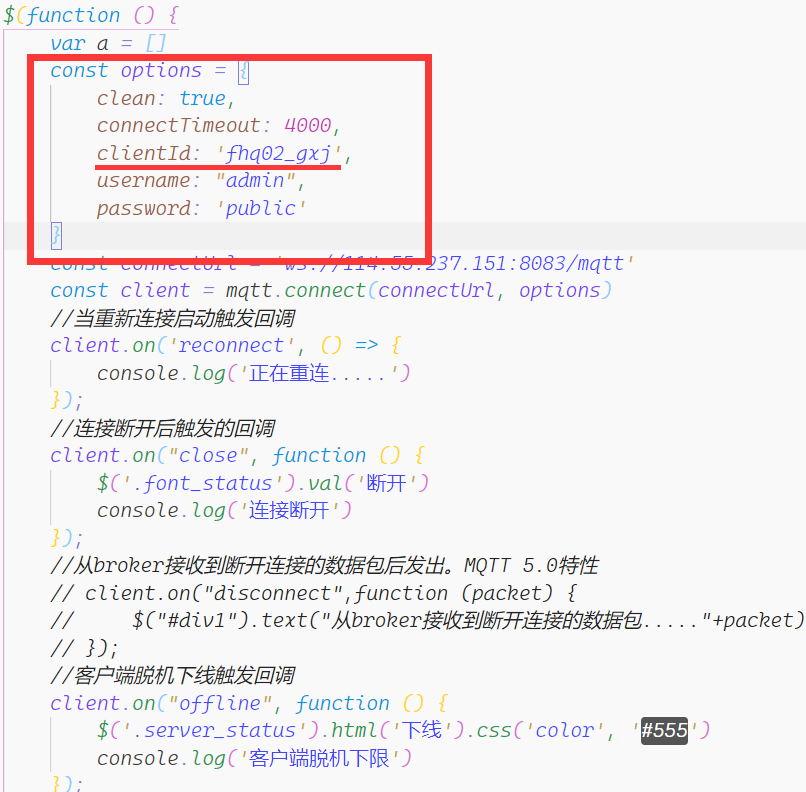 $(function () {
var a = []
const options = {
clean: true,
connectTimeout: 4000,
clientId: 'fhq02_gxj',
username: "admin",
password: 'public'
}
const connectUrl = 'ws://114.55.237.151:8083/mqtt'
const client = mqtt.connect(connectUrl, options)
//当重新连接启动触发回调
client.on('reconnect', () => {
console.log('正在重连.....')
});
//连接断开后触发的回调
client.on("close", function () {
$('.font_status').val('断开')
console.log('连接断开')
});
//从broker接收到断开连接的数据包后发出。MQTT 5.0特性
// client.on("disconnect",function (packet) {
// $("#div1").text("从broker接收到断开连接的数据包....."+packet)
// });
//客户端脱机下线触发回调
client.on("offline", function () {
$('.server_status').html('下线').css('color', '#555')
console.log('客户端脱机下限')
});